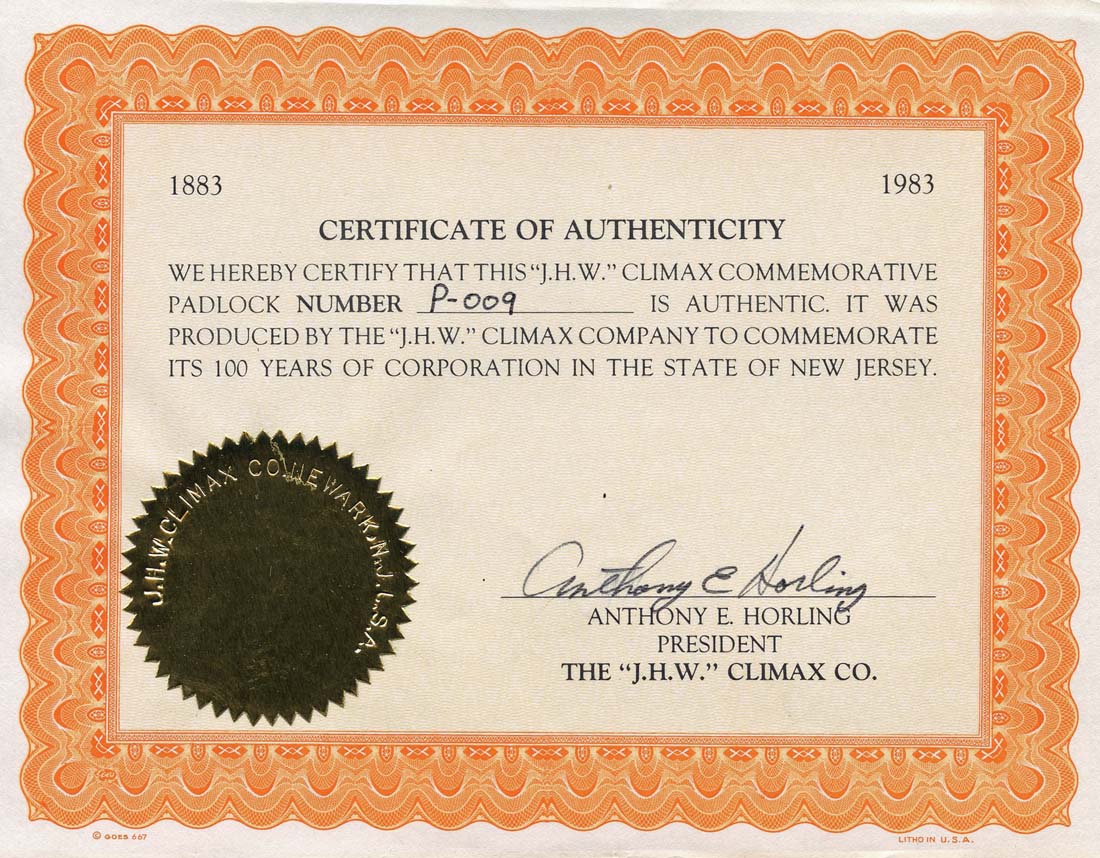 1883 1983
CERTIFICATE OF AUTHENTICITY
WE HEREBY CERTIFY THAT THIS "J.H.W." CLIMAX COMMEMORATIVE
PADLOCK NUMBER P-009 IS AUTHENTIC. IT WAS
PRODUCED BY THE "J.H.W." CLIMAX COMPANY TO COMMEMORATE
ITS 100 YEARS OF CORPORATION IN THE STATE OF NEW JERSEY.
J.H.W. CLIMAX CO. NEWARK, N.J. U.S.A.
Anthony E Horling
ANTHONY E. HORLING
PRESIDENT
THE "J.H.W." CLIMAX CO.
© GOES 667
LITHO IN U.S.A.